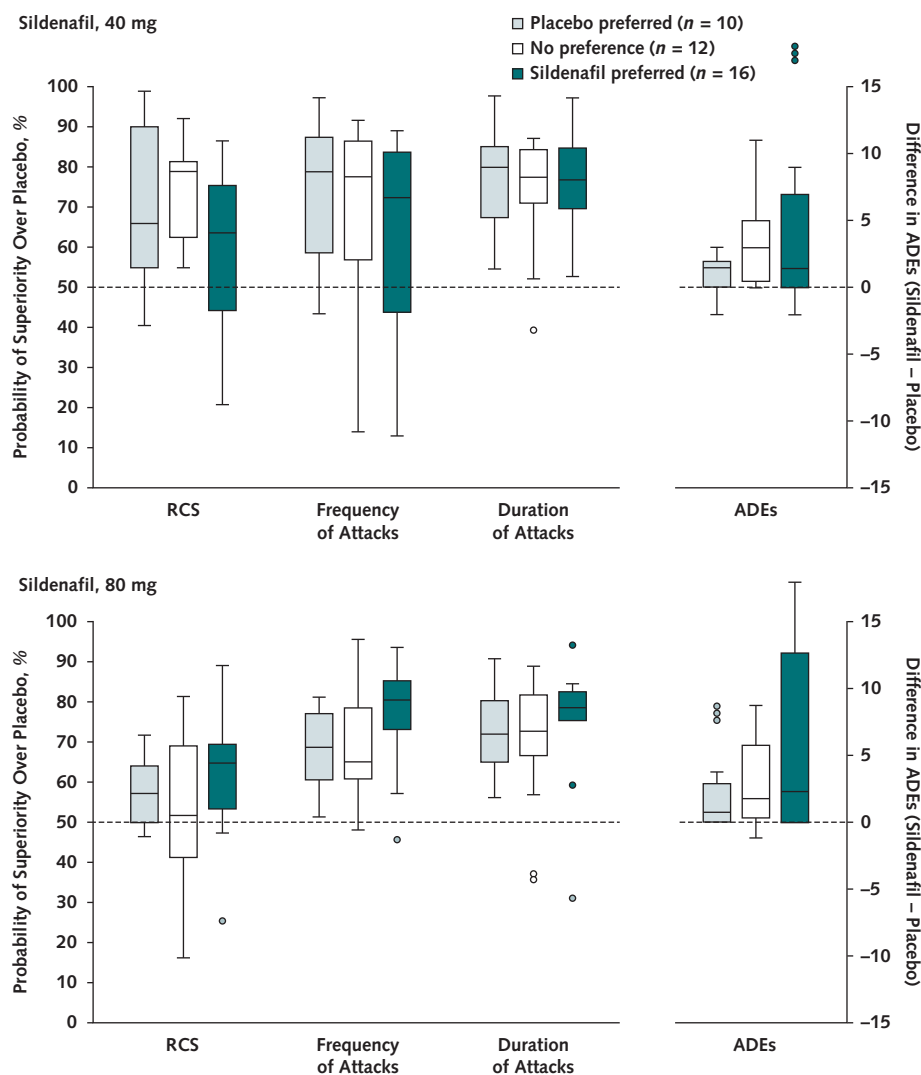 Sildenafil, 40 mg
Placebo preferred (n = 10)
No preference (n = 12)
Sildenafil preferred (n = 16)
Probability of Superiority Over Placebo, %
100
90
80
70
60
50
40
30
20
10
0
RCS
Frequency
of Attacks
Duration
of Attacks
ADEs
15
10
5
0
–5
–10
–15
Difference in ADEs (Sildenafil – Placebo)
Sildenafil, 80 mg
Probability of Superiority Over Placebo, %
100
90
80
70
60
50
40
30
20
10
0
RCS
Frequency
of Attacks
Duration
of Attacks
ADEs
15
10
5
0
–5
–10
–15
Difference in ADEs (Sildenafil – Placebo)